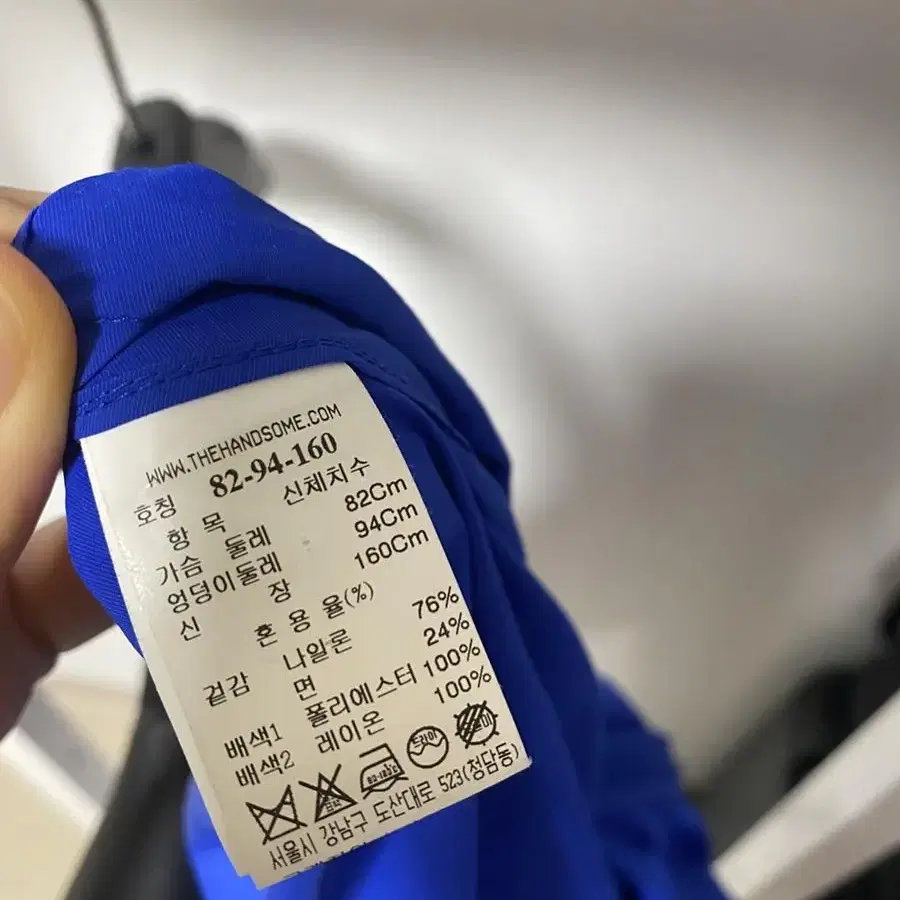 WWW.THEHANDSOME.COM
호칭 82-94-160
항 목 신체치수
가슴 둘레 82Cm
엉덩이둘레 94Cm
신 장 160Cm
혼 용 율(%)
겉감 나일론 76%
면 24%
배색1 폴리에스터 100%
배색2 레이온 100%
드라이
서울시 강남구 도산대로 523(청담동)